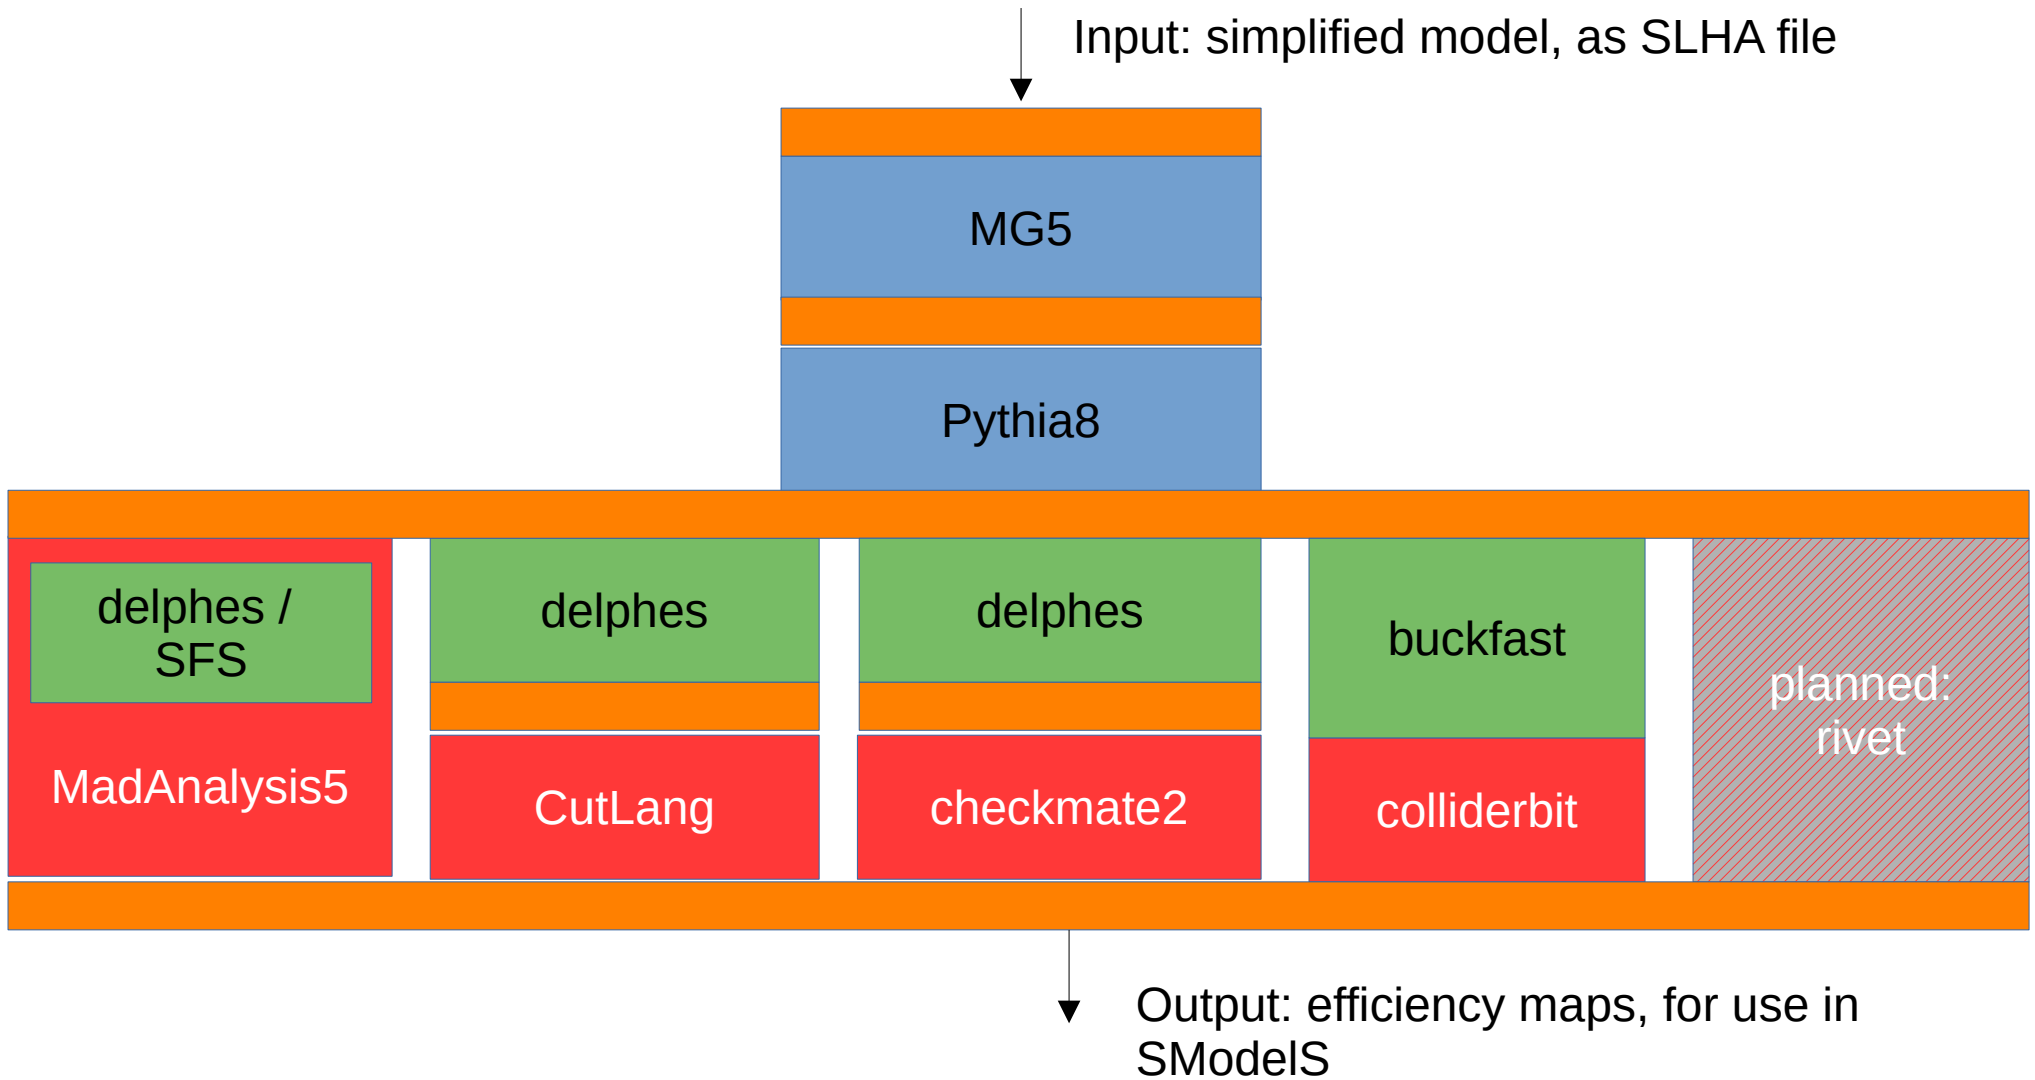 Input: simplified model, as SLHA file
MG5
Pythia8
delphes /
SFS
MadAnalysis5
delphes
CutLang
delphes
checkmate2
buckfast
colliderbit
planned:
rivet
Output: efficiency maps, for use in
SModelS